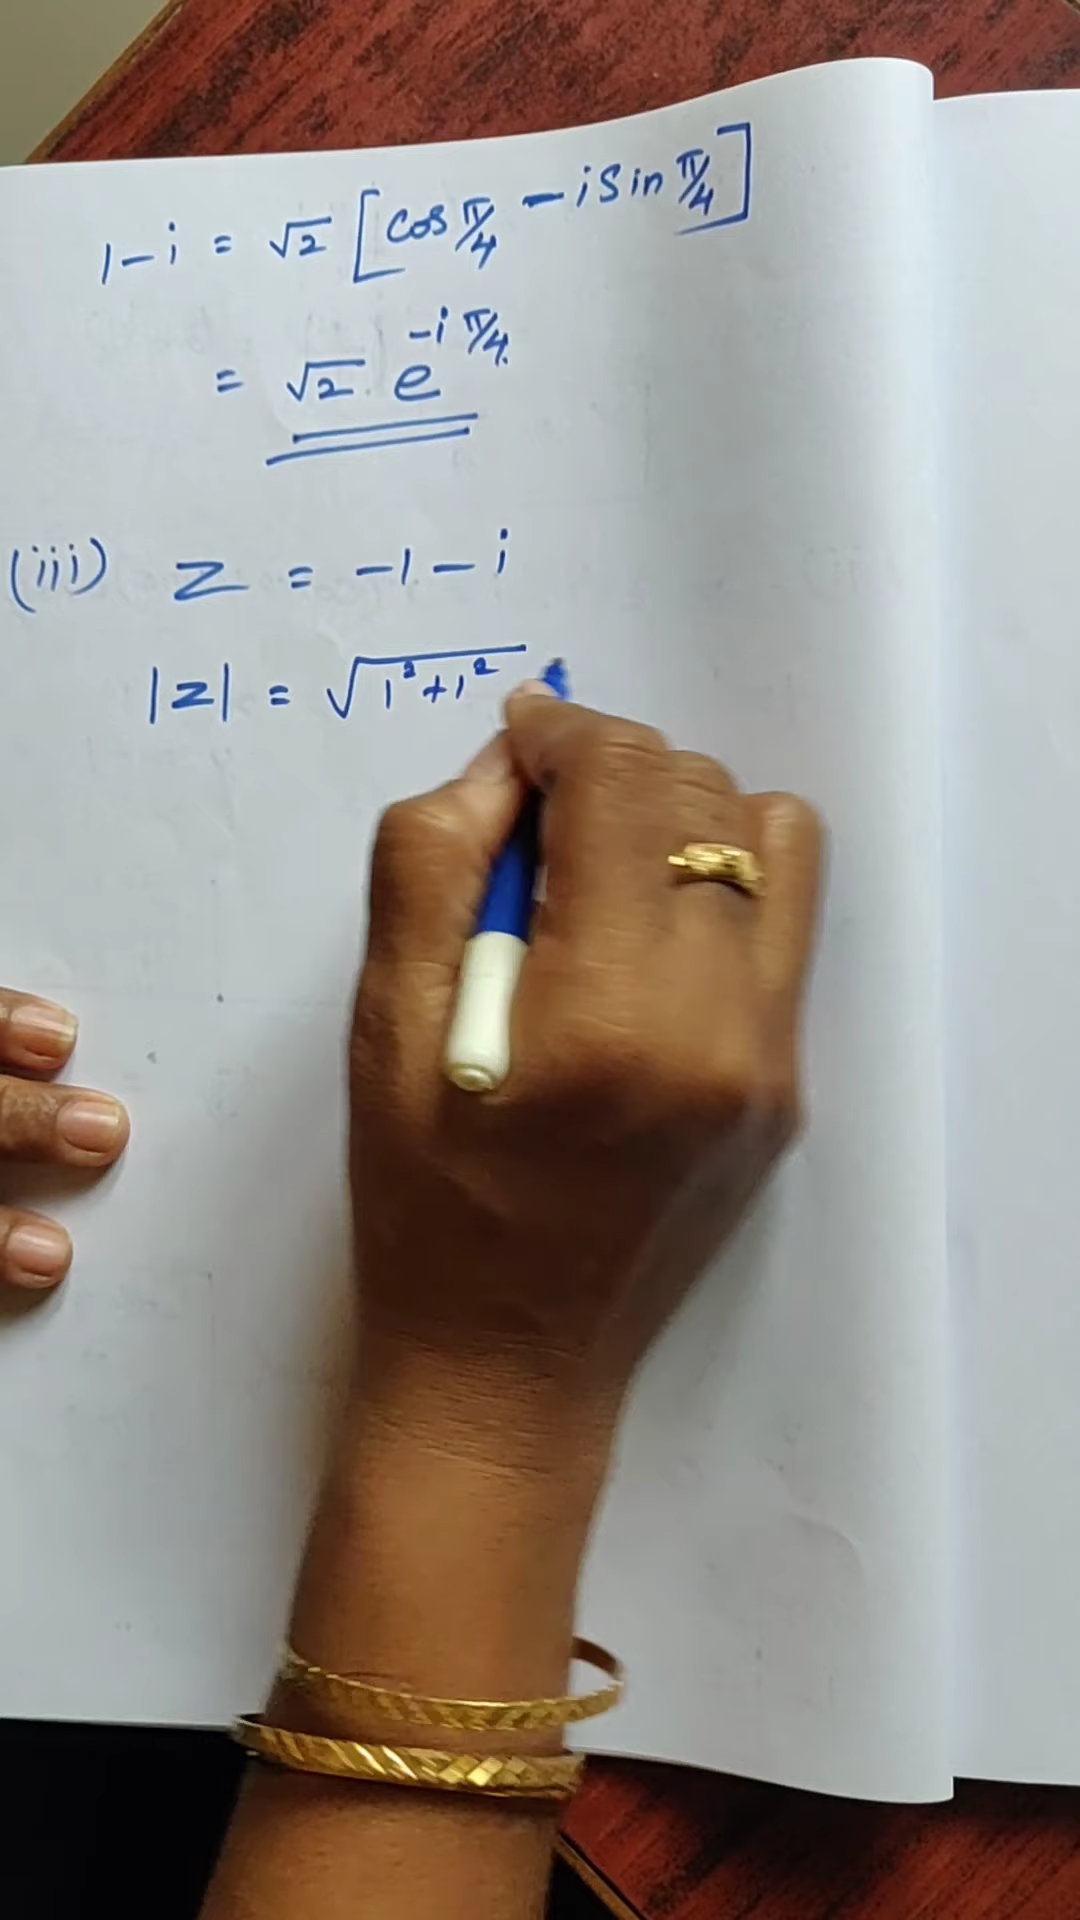 1-i = √2 [cos π/4 - i sin π/4]
= √2 e^{-i π/4}
(iii) Z = -1 - i
|Z| = √(1² + 1²)